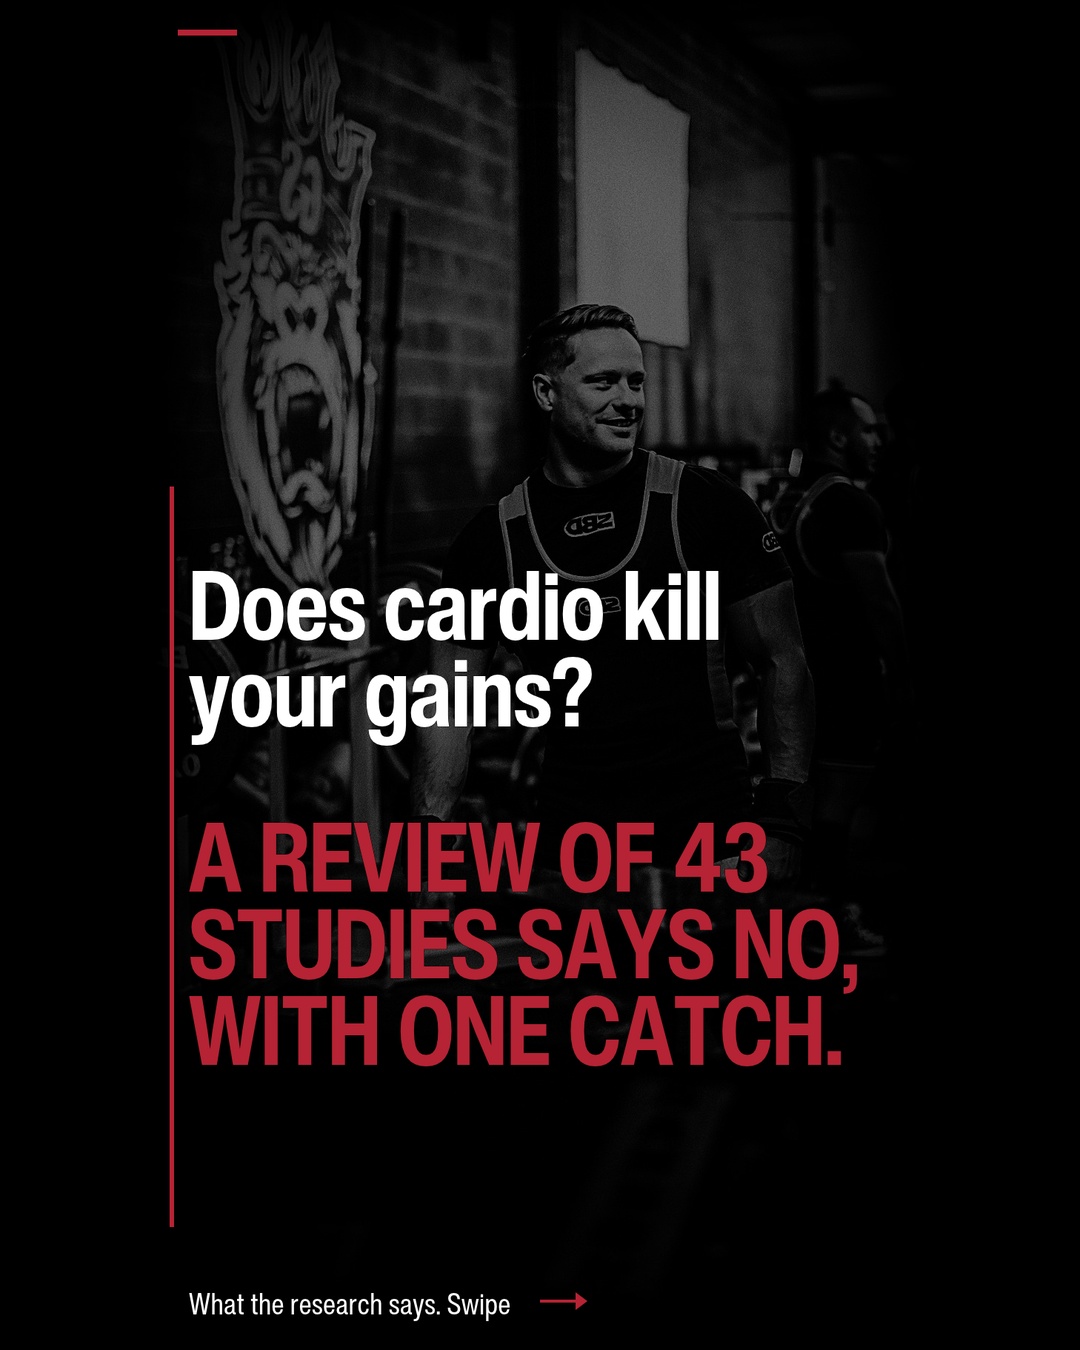 Does cardio kill
your gains?
A REVIEW OF 43
STUDIES SAYS NO,
WITH ONE CATCH.
What the research says. Swipe